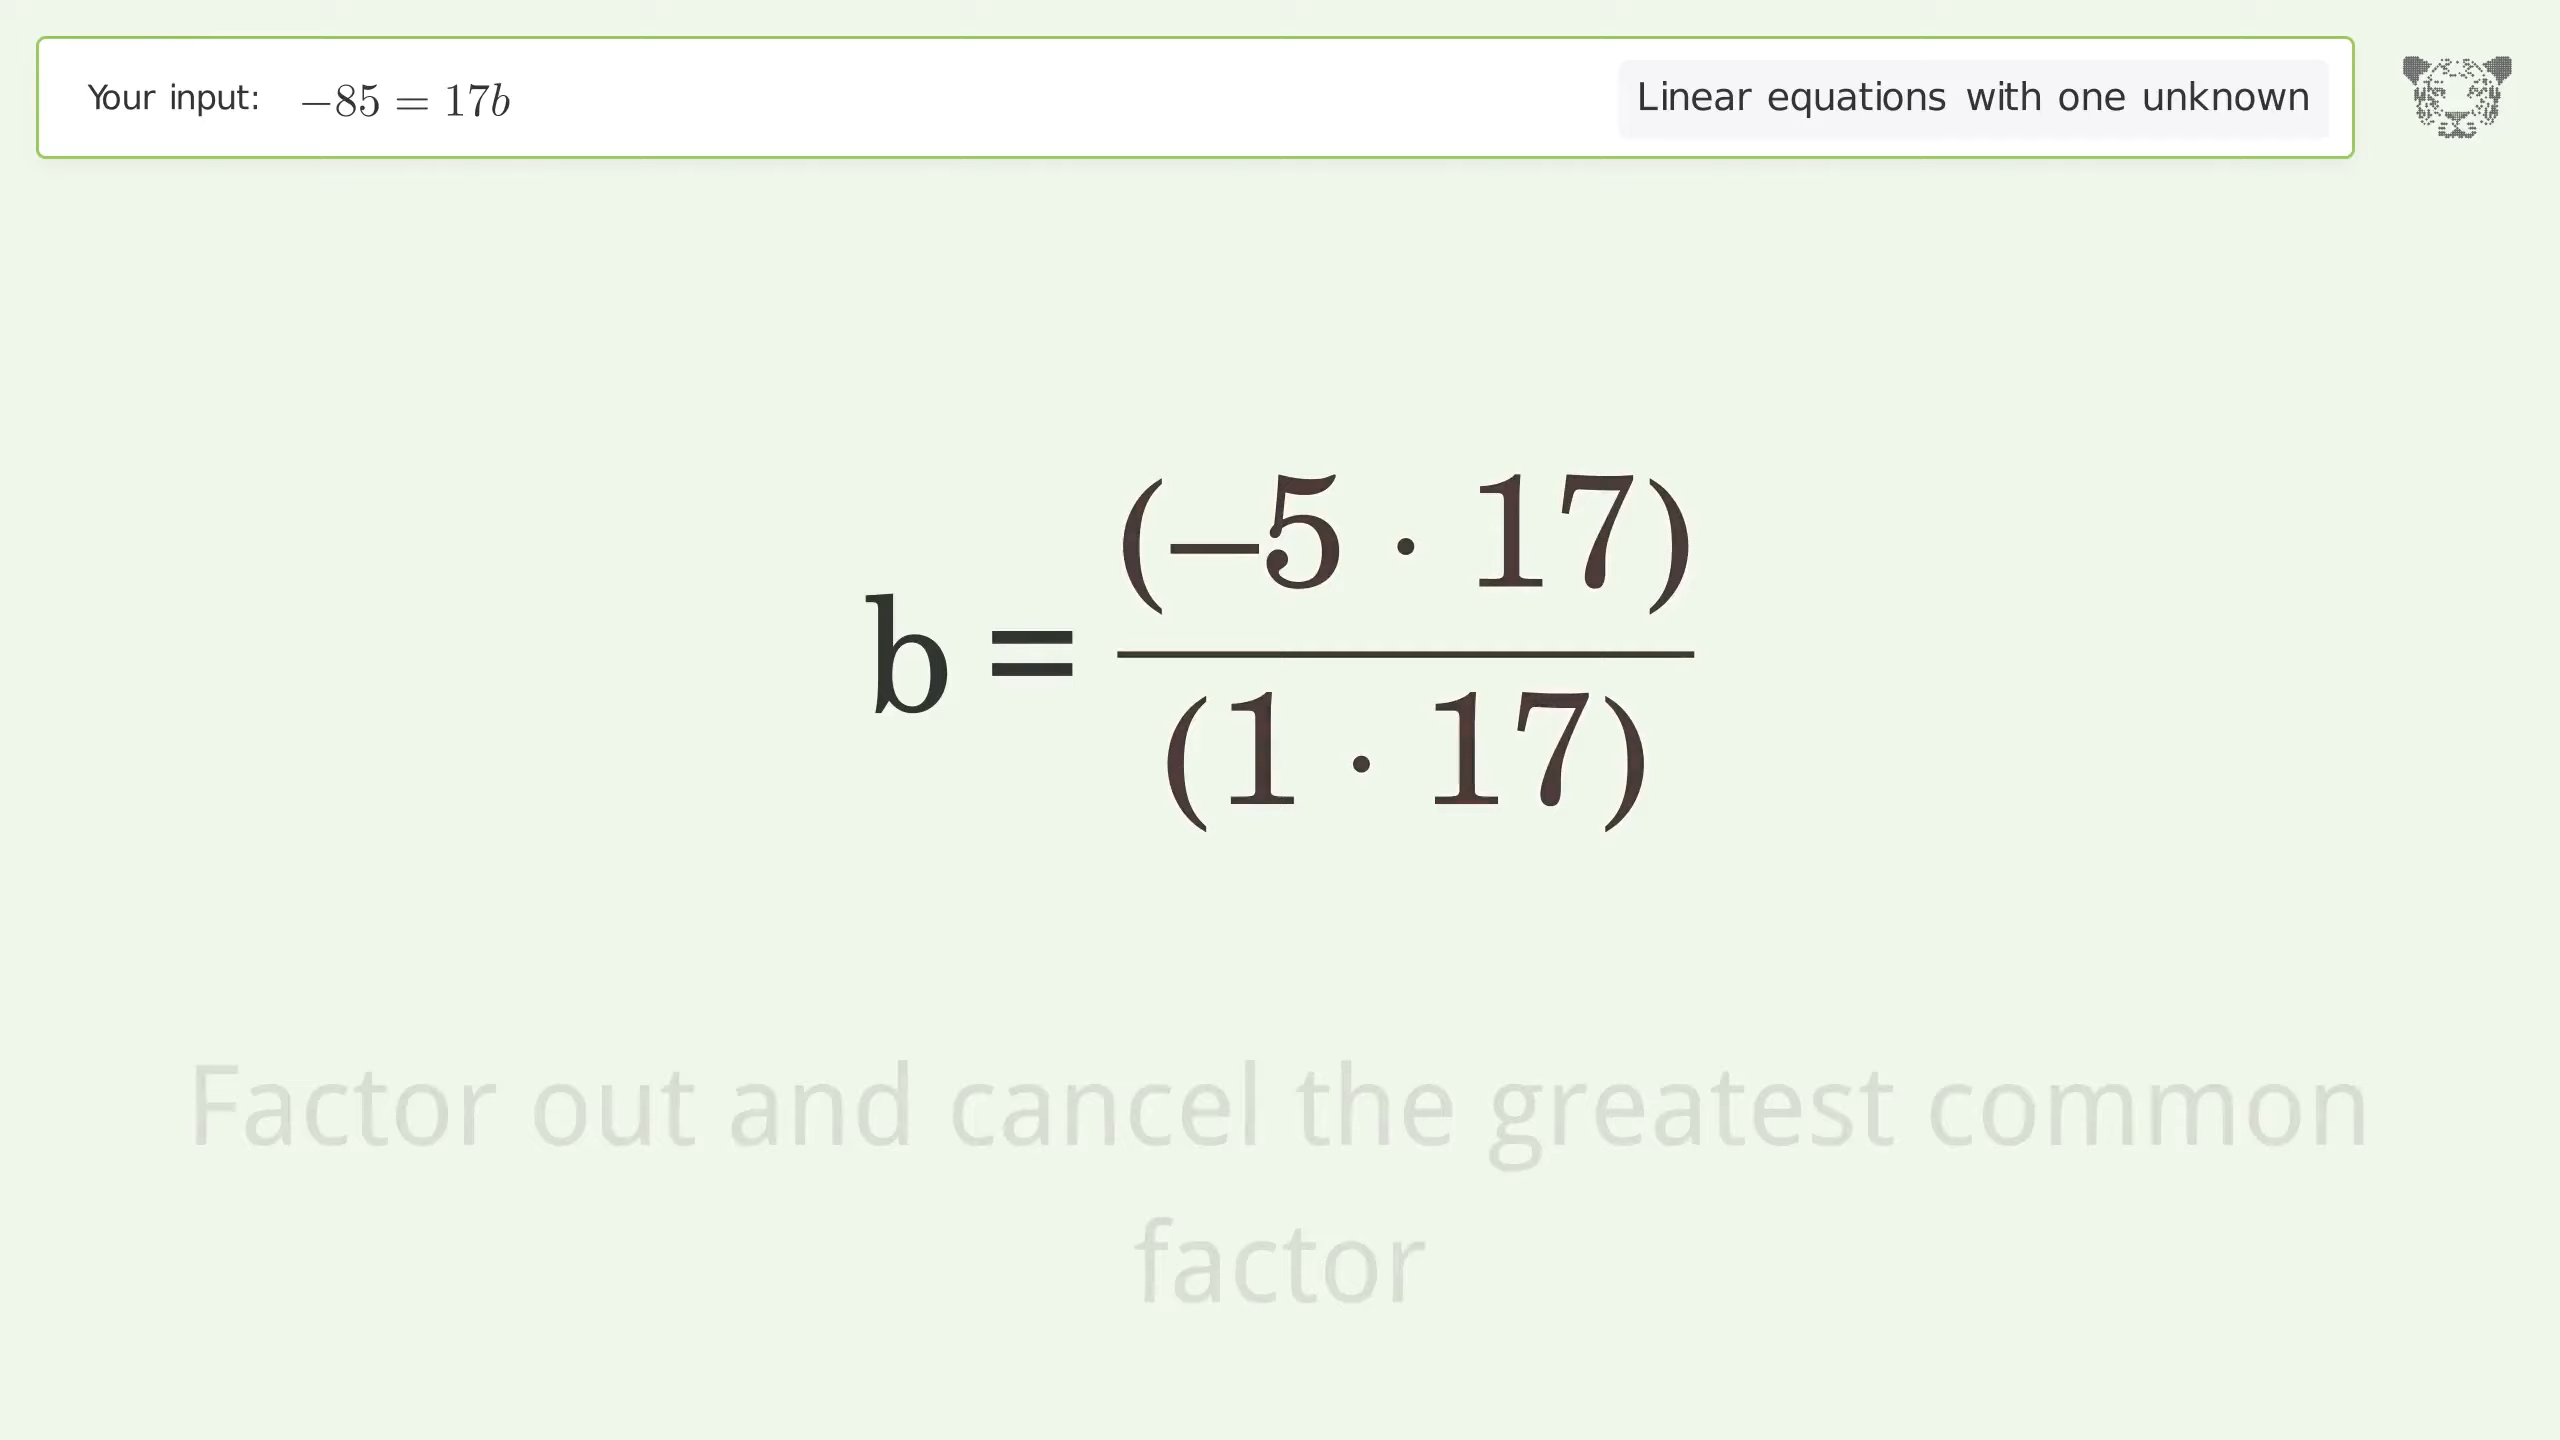 Your input: −85 = 17b
Linear equations with one unknown
b = (−5 · 17) / (1 · 17)
Factor out and cancel the greatest common
factor